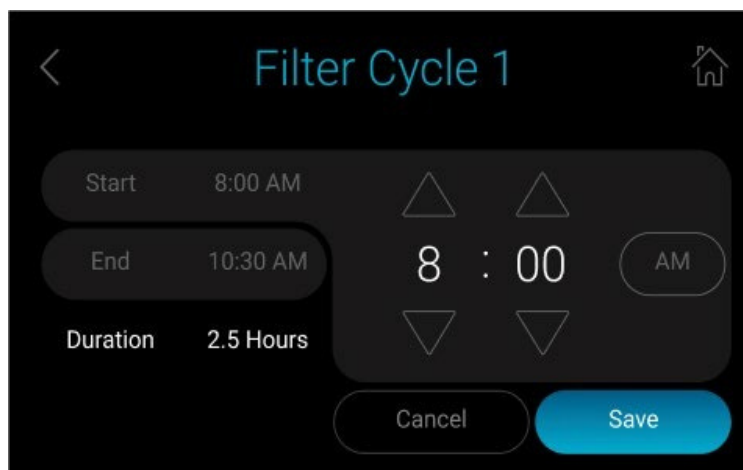 Filter Cycle 1
Start 8:00 AM
End 10:30 AM
8 : 00 AM
Duration 2.5 Hours
Cancel Save